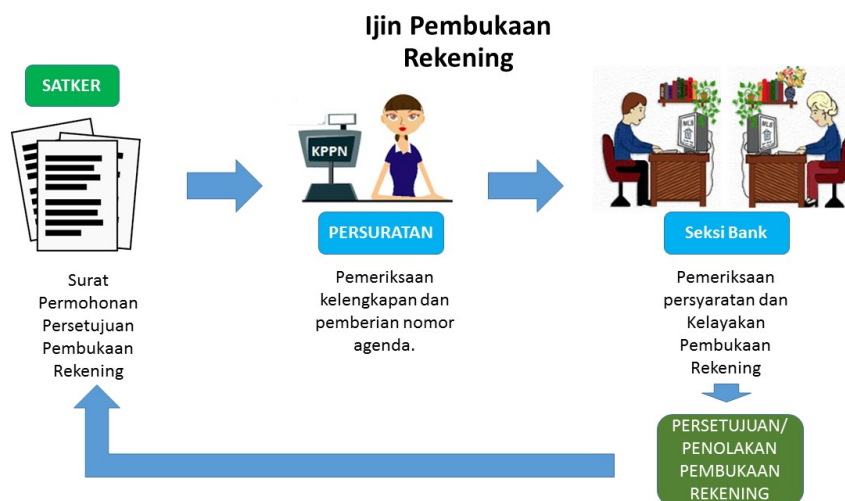 Ijin Pembukaan
Rekening
SATKER
KPPN
PERSURATAN
Seksi Bank
Surat
Permohonan
Persetujuan
Pembukaan
Rekening
Pemeriksaan
kelengkapan dan
pemberian nomor
agenda.
Pemeriksaan
persyaratan dan
Kelayakan
Pembukaan
Rekening
PERSETUJUAN/
PENOLAKAN
PEMBUKAAN
REKENING